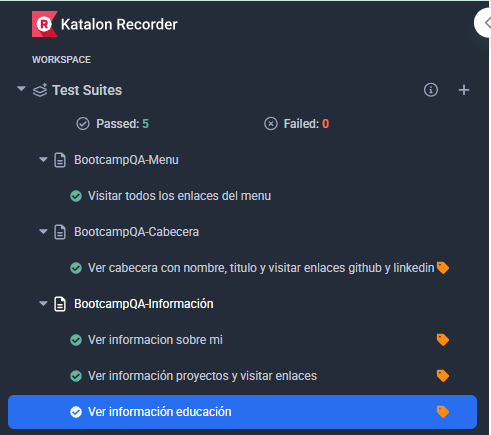 R Katalon Recorder
WORKSPACE
Test Suites
Passed: 5 Failed: 0
BootcampQA-Menu
Visitar todos los enlaces del menu
BootcampQA-Cabecera
Ver cabecera con nombre, titulo y visitar enlaces github y linkedin
BootcampQA-Información
Ver informacion sobre mi
Ver información proyectos y visitar enlaces
Ver información educación